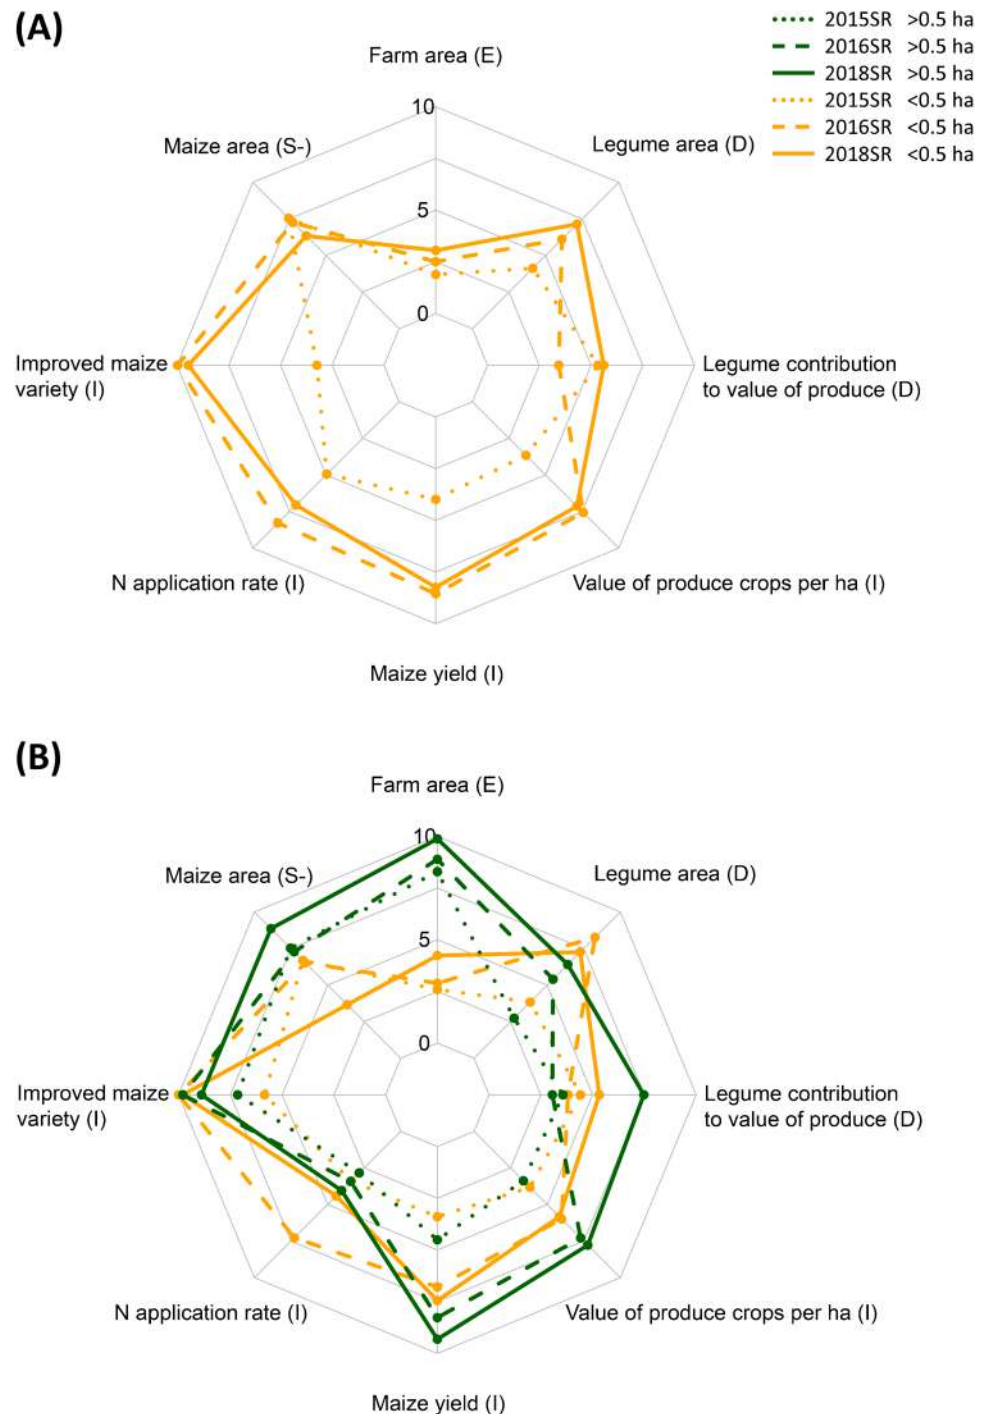 (A)
2015SR >0.5 ha
2016SR >0.5 ha
2018SR >0.5 ha
2015SR <0.5 ha
2016SR <0.5 ha
2018SR <0.5 ha
Farm area (E)
10
Maize area (S-)
Legume area (D)
5
0
Improved maize
variety (I)
Legume contribution
to value of produce (D)
N application rate (I)
Value of produce crops per ha (I)
Maize yield (I)
(B)
Farm area (E)
10
Maize area (S-)
Legume area (D)
5
0
Improved maize
variety (I)
Legume contribution
to value of produce (D)
N application rate (I)
Value of produce crops per ha (I)
Maize yield (I)